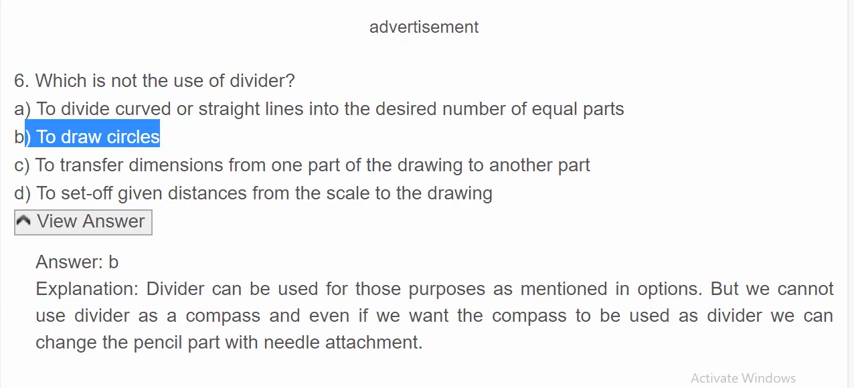 advertisement
6. Which is not the use of divider?
a) To divide curved or straight lines into the desired number of equal parts
b) To draw circles
c) To transfer dimensions from one part of the drawing to another part
d) To set-off given distances from the scale to the drawing
View Answer
Answer: b
Explanation: Divider can be used for those purposes as mentioned in options. But we cannot
use divider as a compass and even if we want the compass to be used as divider we can
change the pencil part with needle attachment.
Activate Windows